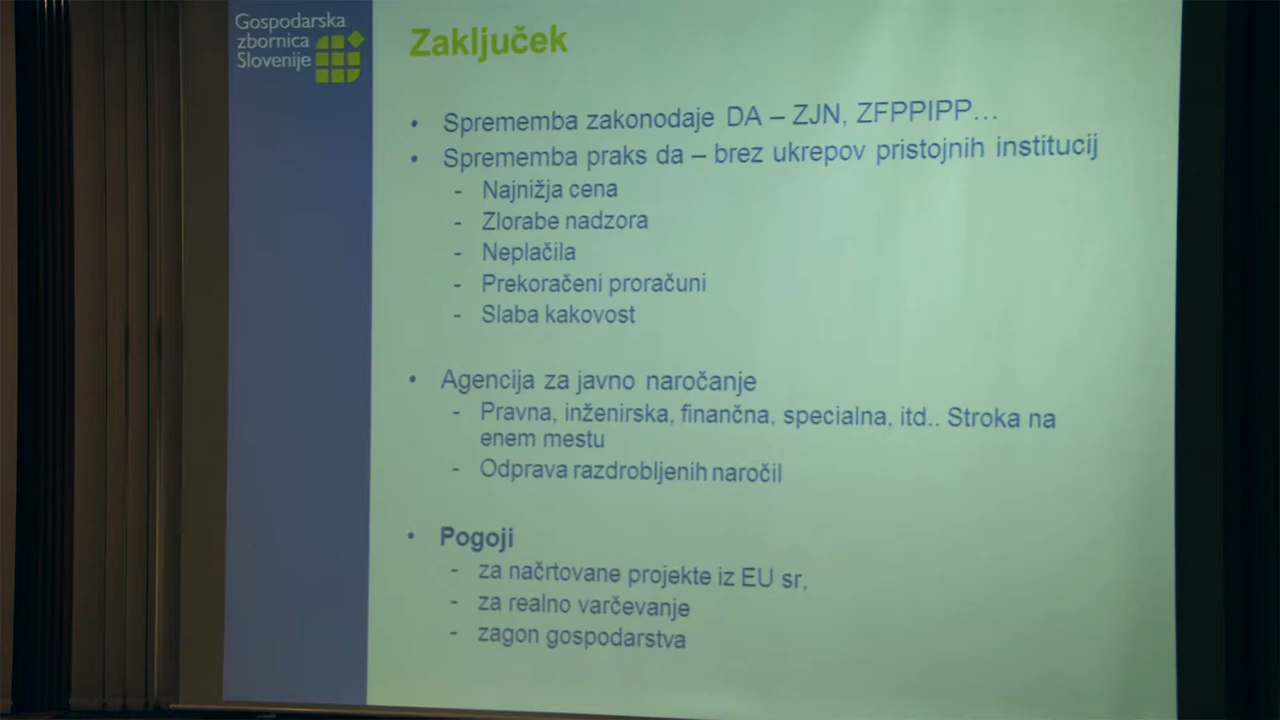 Gospodarska
zbornica
Slovenije
Zaključek
• Sprememba zakonodaje DA – ZJN, ZFPPIPP…
• Sprememba praks da – brez ukrepov pristojnih institucij
- Najnižja cena
- Zlorabe nadzora
- Neplačila
- Prekoračeni proračuni
- Slaba kakovost
• Agencija za javno naročanje
- Pravna, inženirska, finančna, specialna, itd.. Stroka na
enem mestu
- Odprava razdrobljenih naročil
• Pogoji
- za načrtovane projekte iz EU sr,
- za realno varčevanje
- zagon gospodarstva